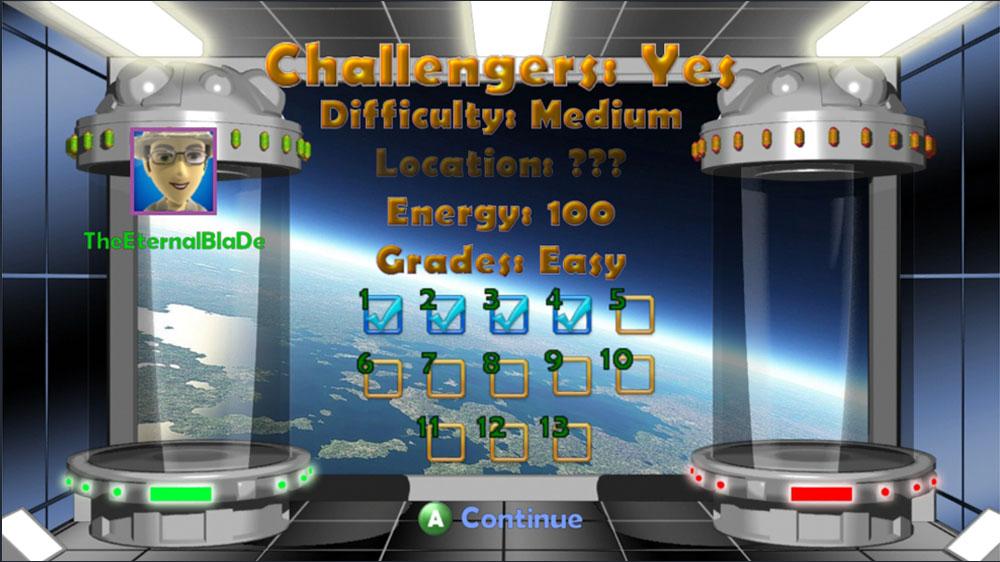 Challengers: Yes
Difficulty: Medium
Location: ???
Energy: 100
Grades: Easy
TheEternalBlaDe
1 2 3 4 5
6 7 8 9 10
11 12 13
A Continue